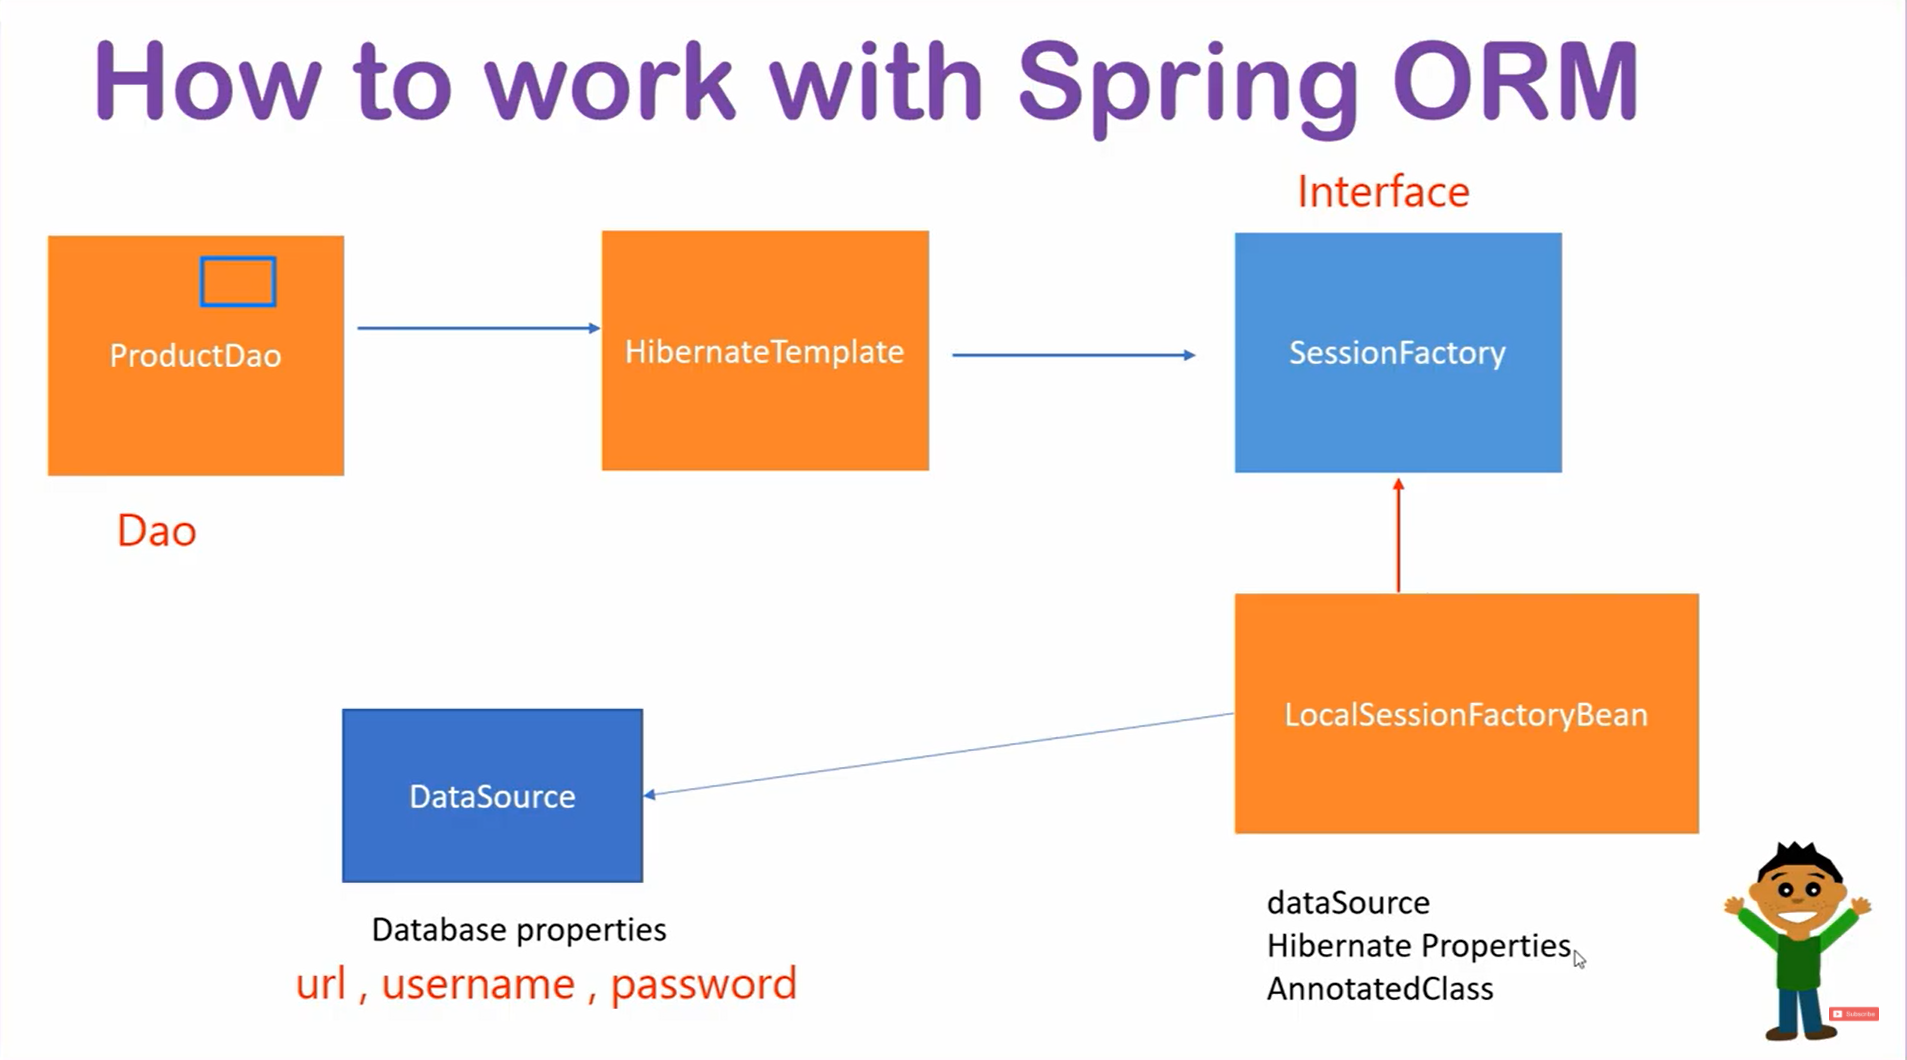 How to work with Spring ORM
Interface
ProductDao
HibernateTemplate
SessionFactory
Dao
LocalSessionFactoryBean
DataSource
Database properties
url , username , password
dataSource
Hibernate Properties
AnnotatedClass
Subscribe